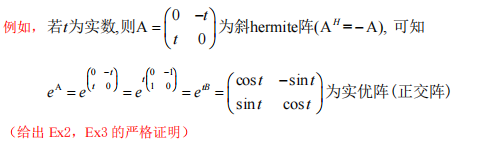 例如, 若t为实数,则A = \begin{pmatrix} 0 & -t \\ t & 0 \end{pmatrix} 为斜hermite阵(A^H = -A), 可知
e^A = e^{\begin{pmatrix} 0 & -t \\ t & 0 \end{pmatrix}} = e^{t\begin{pmatrix} 0 & -1 \\ 1 & 0 \end{pmatrix}} = e^{tB} = \begin{pmatrix} \cos t & -\sin t \\ \sin t & \cos t \end{pmatrix} 为实优阵(正交阵)
(给出 Ex2, Ex3 的严格证明)